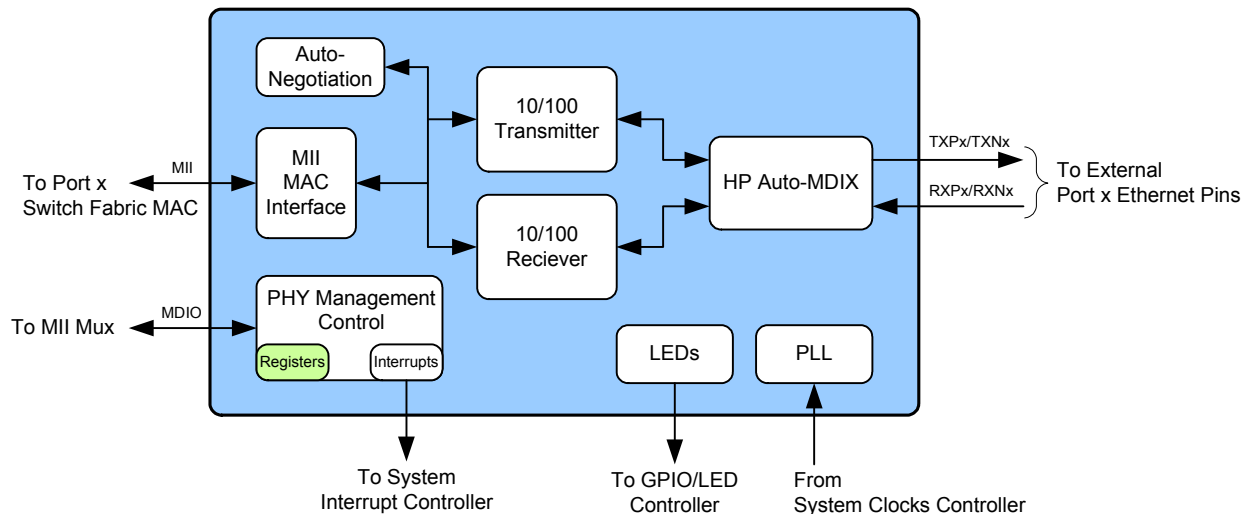 Auto-
Negotiation
10/100
Transmitter
MII
MAC
Interface
MII
To Port x
Switch Fabric MAC
HP Auto-MDIX
TXPx/TXNx
RXPx/RXNx
To External
Port x Ethernet Pins
10/100
Reciever
PHY Management
Control
Registers
Interrupts
MDIO
To MII Mux
LEDs
PLL
To System
Interrupt Controller
To GPIO/LED
Controller
From
System Clocks Controller